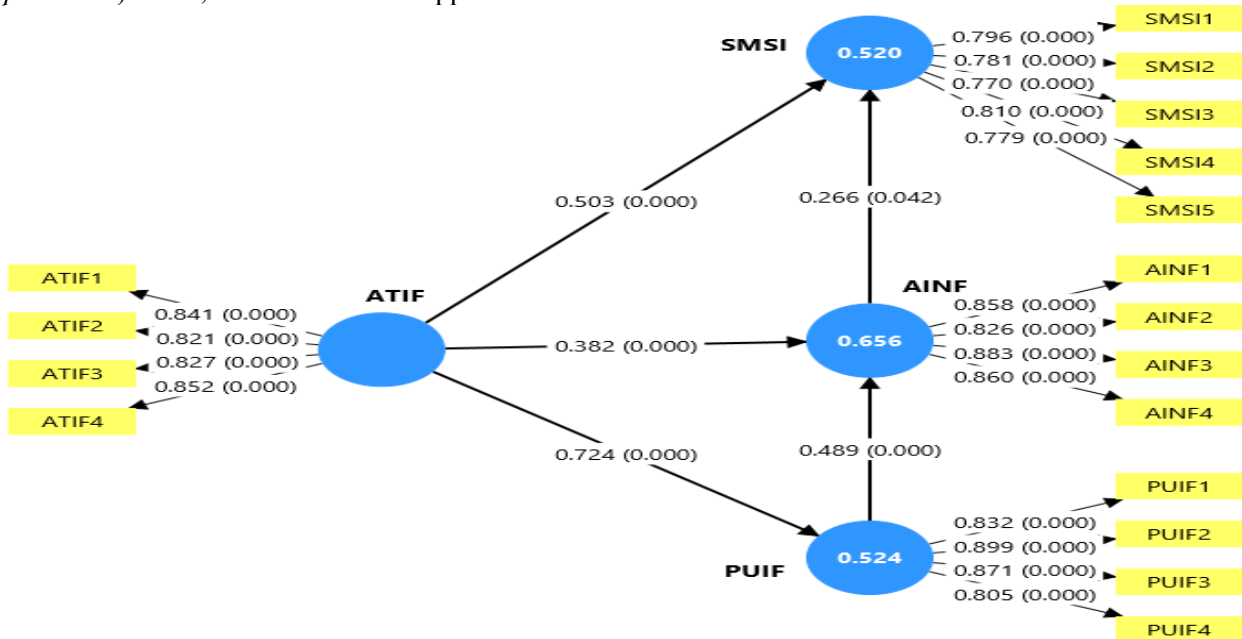 SMSI
0.520
0.796 (0.000)
0.781 (0.000)
0.770 (0.000)
0.810 (0.000)
0.779 (0.000)
SMSI1
SMSI2
SMSI3
SMSI4
SMSI5
0.503 (0.000)
0.266 (0.042)
ATIF1
ATIF2
ATIF3
ATIF4
0.841 (0.000)
0.821 (0.000)
0.827 (0.000)
0.852 (0.000)
ATIF
0.382 (0.000)
AINF
0.656
0.858 (0.000)
0.826 (0.000)
0.883 (0.000)
0.860 (0.000)
AINF1
AINF2
AINF3
AINF4
0.724 (0.000)
0.489 (0.000)
PUIF
0.524
0.832 (0.000)
0.899 (0.000)
0.871 (0.000)
0.805 (0.000)
PUIF1
PUIF2
PUIF3
PUIF4